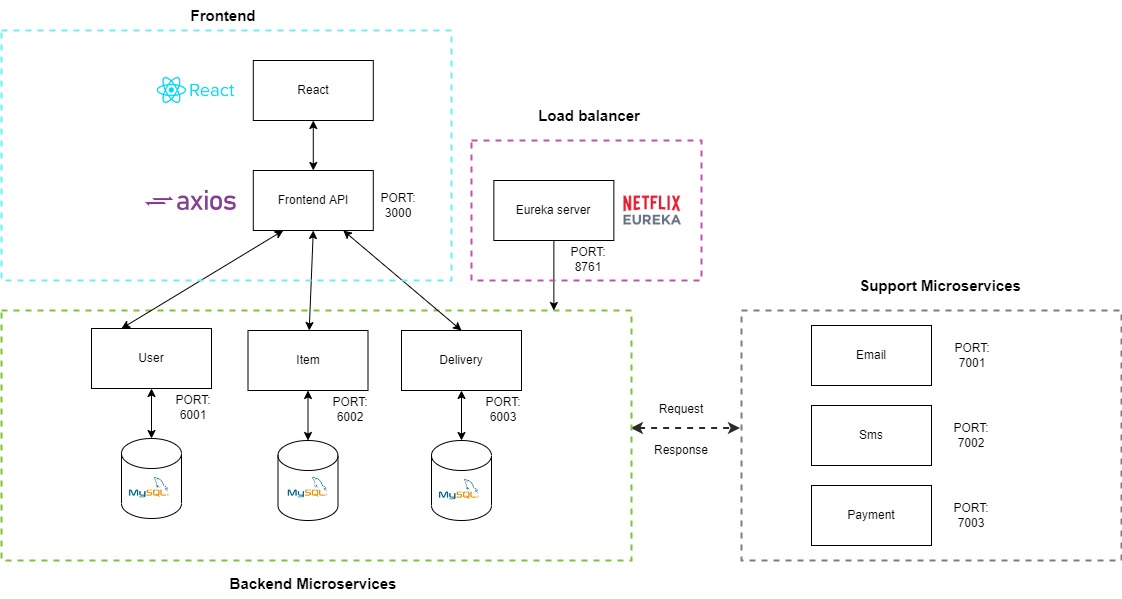 Frontend
React
React
axios
Frontend API
PORT:
3000
Load balancer
Eureka server
NETFLIX
EUREKA
PORT:
8761
User
PORT:
6001
Item
PORT:
6002
Delivery
PORT:
6003
MySQL
MySQL
MySQL
Backend Microservices
Request
Response
Support Microservices
Email
PORT:
7001
Sms
PORT:
7002
Payment
PORT:
7003